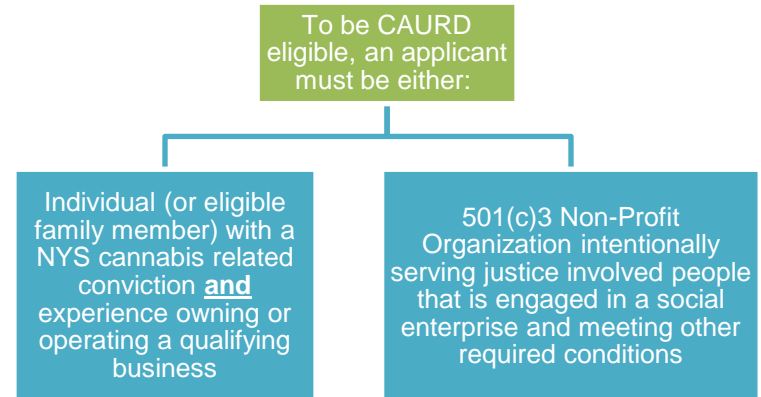 To be CAURD
eligible, an applicant
must be either:
Individual (or eligible
family member) with a
NYS cannabis related
conviction and
experience owning or
operating a qualifying
business
501(c)3 Non-Profit
Organization intentionally
serving justice involved people
that is engaged in a social
enterprise and meeting other
required conditions